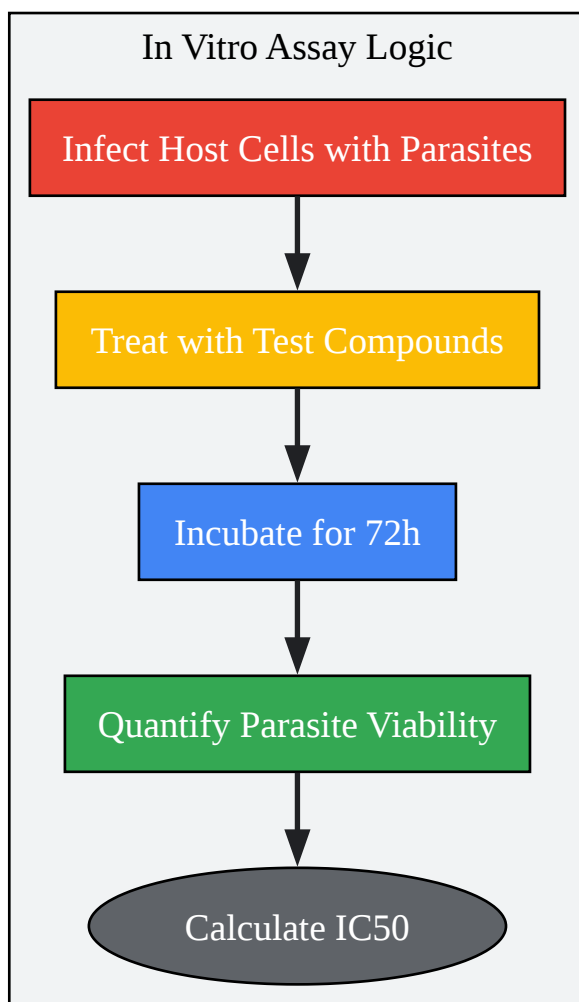 In Vitro Assay Logic
Infect Host Cells with Parasites
Treat with Test Compounds
Incubate for 72h
Quantify Parasite Viability
Calculate IC50